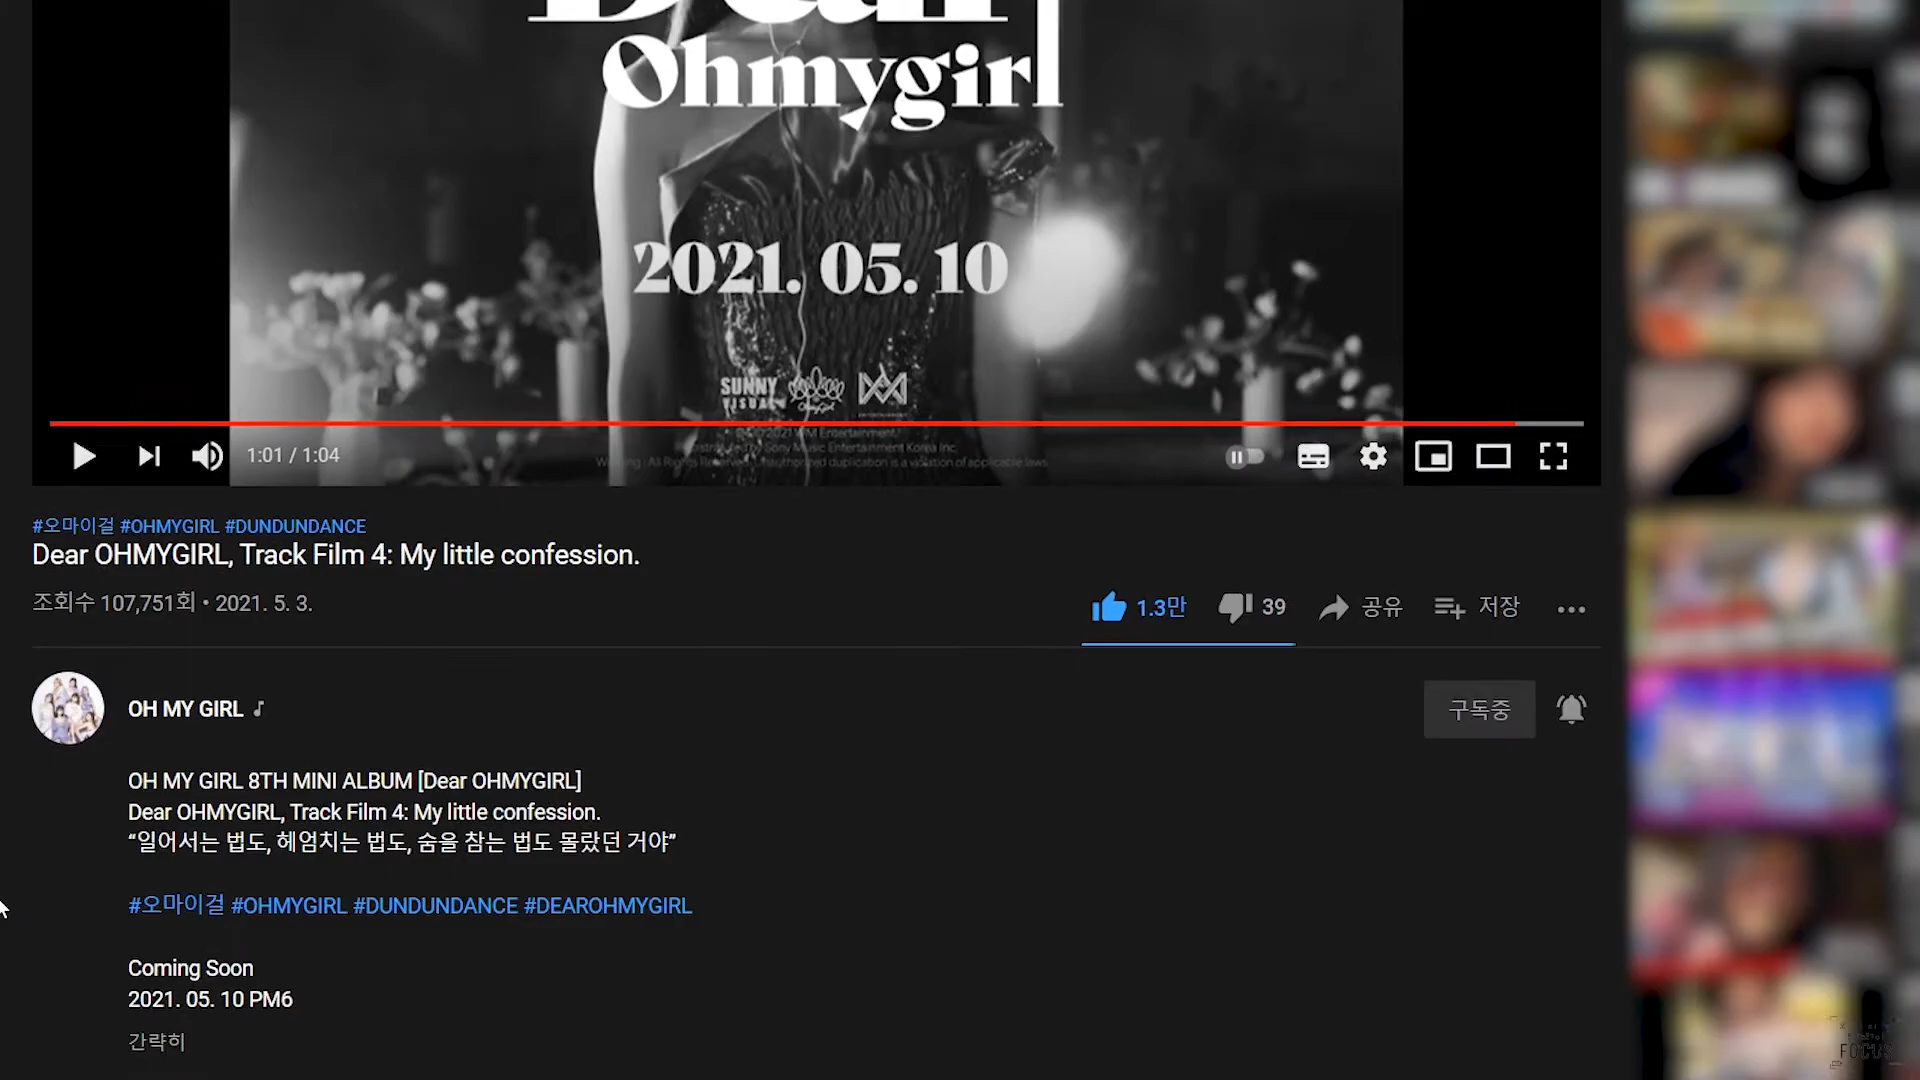 Dear
Ohmygirl
2021. 05. 10
SUNNY
VISUAL
1:01 / 1:04
#오마이걸 #OHMYGIRL #DUNDUNDANCE
Dear OHMYGIRL, Track Film 4: My little confession.
조회수 107,751회 • 2021. 5. 3.
1.3만
39
공유
저장
OH MY GIRL
구독중
OH MY GIRL 8TH MINI ALBUM [Dear OHMYGIRL]
Dear OHMYGIRL, Track Film 4: My little confession.
“일어서는 법도, 헤엄치는 법도, 숨을 참는 법도 몰랐던 거야”
#오마이걸 #OHMYGIRL #DUNDUNDANCE #DEAROHMYGIRL
Coming Soon
2021. 05. 10 PM6
간략히
FOCUS